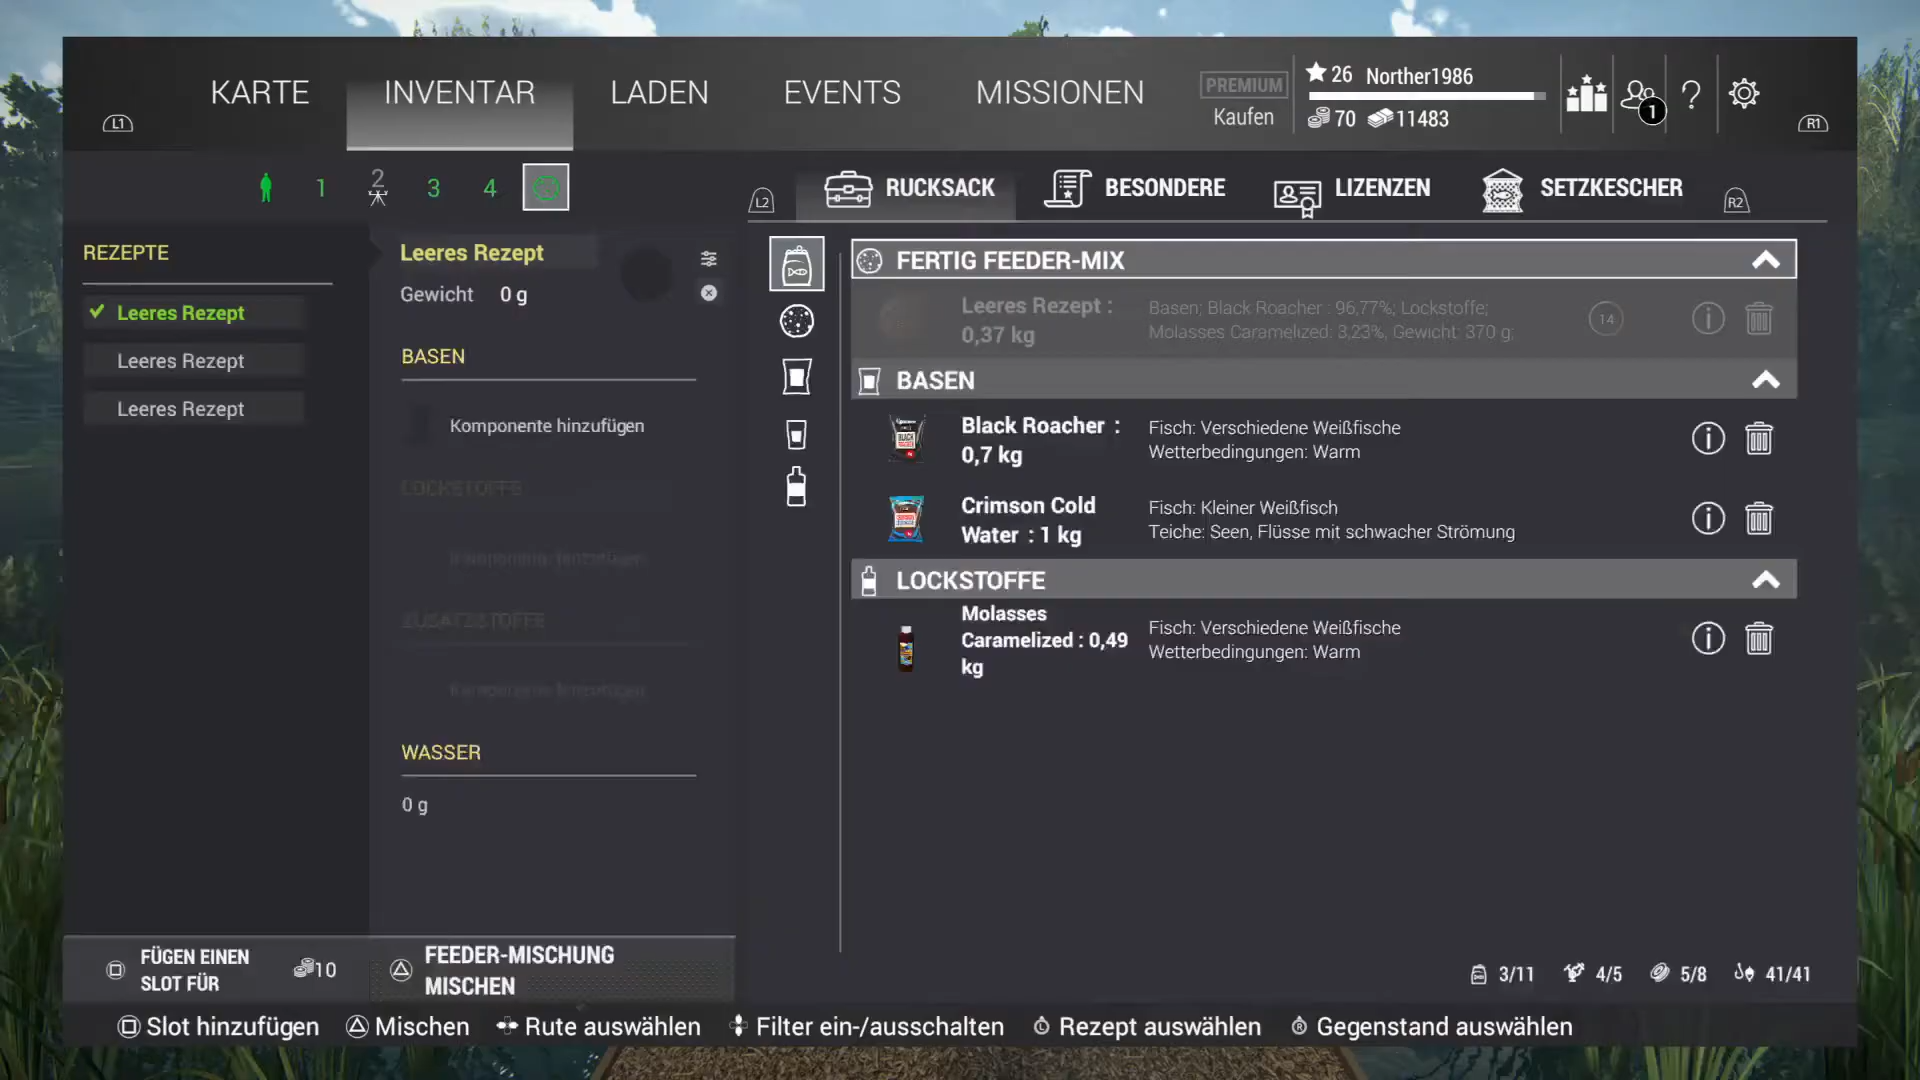 KARTE INVENTAR LADEN EVENTS MISSIONEN
PREMIUM
Kaufen
26 Norther1986
70 11483
1
?
L1
R1
1 2 3 4
L2
RUCKSACK BESONDERE LIZENZEN SETZKESCHER
R2
REZEPTE
Leeres Rezept
Leeres Rezept
Leeres Rezept
Leeres Rezept
Gewicht 0 g
BASEN
Komponente hinzufügen
LOCKSTOFFE
Komponente hinzufügen
ZUSATZSTOFFE
Komponente hinzufügen
WASSER
0 g
FERTIG FEEDER-MIX
Leeres Rezept :
0,37 kg
Basen; Black Roacher : 96,77%; Lockstoffe;
Molasses Caramelized: 3,23%, Gewicht: 370 g;
14
BASEN
Black Roacher :
0,7 kg
Fisch: Verschiedene Weißfische
Wetterbedingungen: Warm
Crimson Cold
Water : 1 kg
Fisch: Kleiner Weißfisch
Teiche: Seen, Flüsse mit schwacher Strömung
LOCKSTOFFE
Molasses
Caramelized : 0,49
kg
Fisch: Verschiedene Weißfische
Wetterbedingungen: Warm
FÜGEN EINEN
SLOT FÜR
10
FEEDER-MISCHUNG
MISCHEN
3/11 4/5 5/8 41/41
Slot hinzufügen Mischen Rute auswählen Filter ein-/ausschalten L Rezept auswählen R Gegenstand auswählen